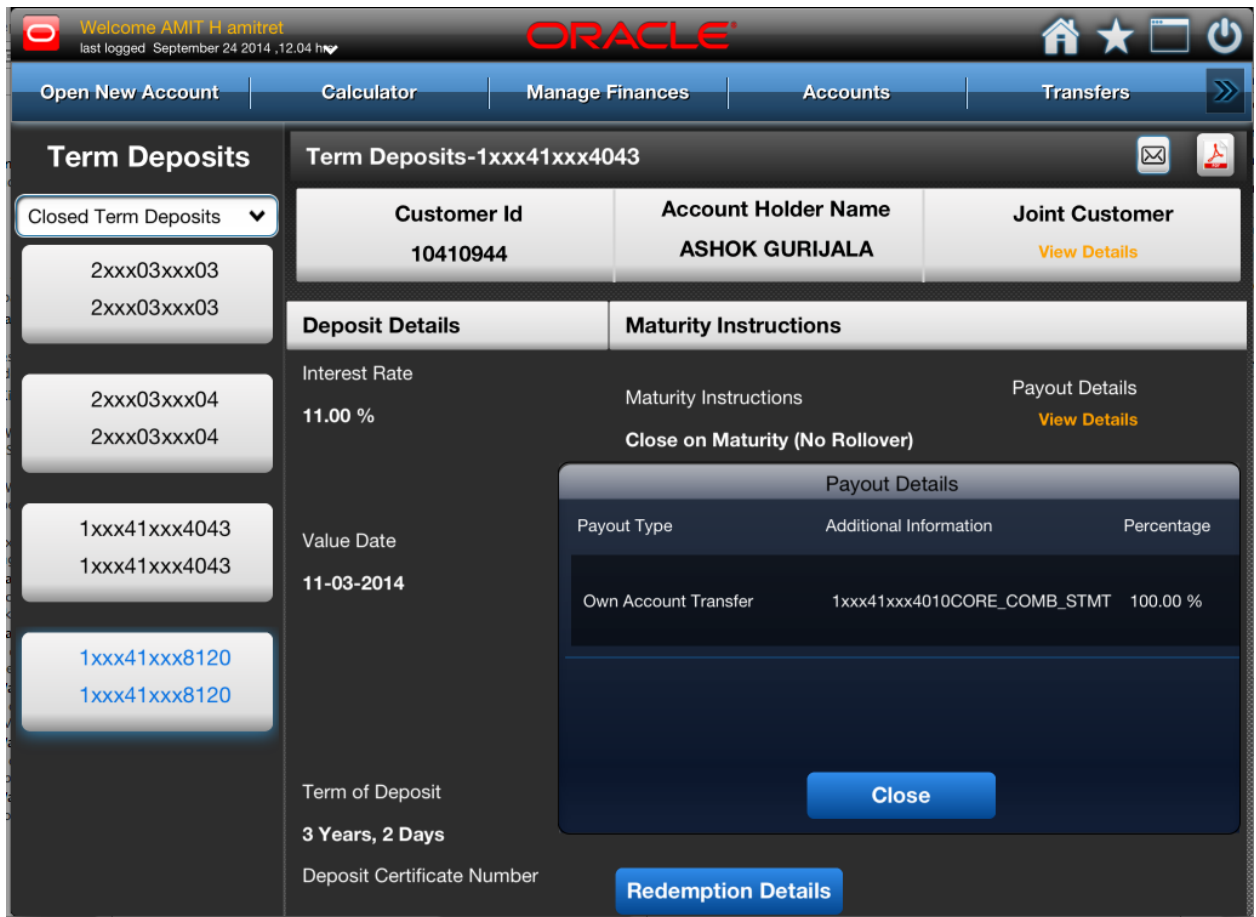 Welcome AMIT H amitret
last logged September 24 2014 ,12.04 hrs
ORACLE
Open New Account
Calculator
Manage Finances
Accounts
Transfers
Term Deposits
Closed Term Deposits
2xxx03xxx03
2xxx03xxx03
2xxx03xxx04
2xxx03xxx04
1xxx41xxx4043
1xxx41xxx4043
1xxx41xxx8120
1xxx41xxx8120
Term Deposits-1xxx41xxx4043
Customer Id
10410944
Account Holder Name
ASHOK GURIJALA
Joint Customer
View Details
Deposit Details
Maturity Instructions
Interest Rate
11.00 %
Maturity Instructions
Close on Maturity (No Rollover)
Payout Details
View Details
Value Date
11-03-2014
Payout Details
Payout Type Additional Information Percentage
Own Account Transfer 1xxx41xxx4010CORE_COMB_STMT 100.00 %
Close
Term of Deposit
3 Years, 2 Days
Deposit Certificate Number
Redemption Details